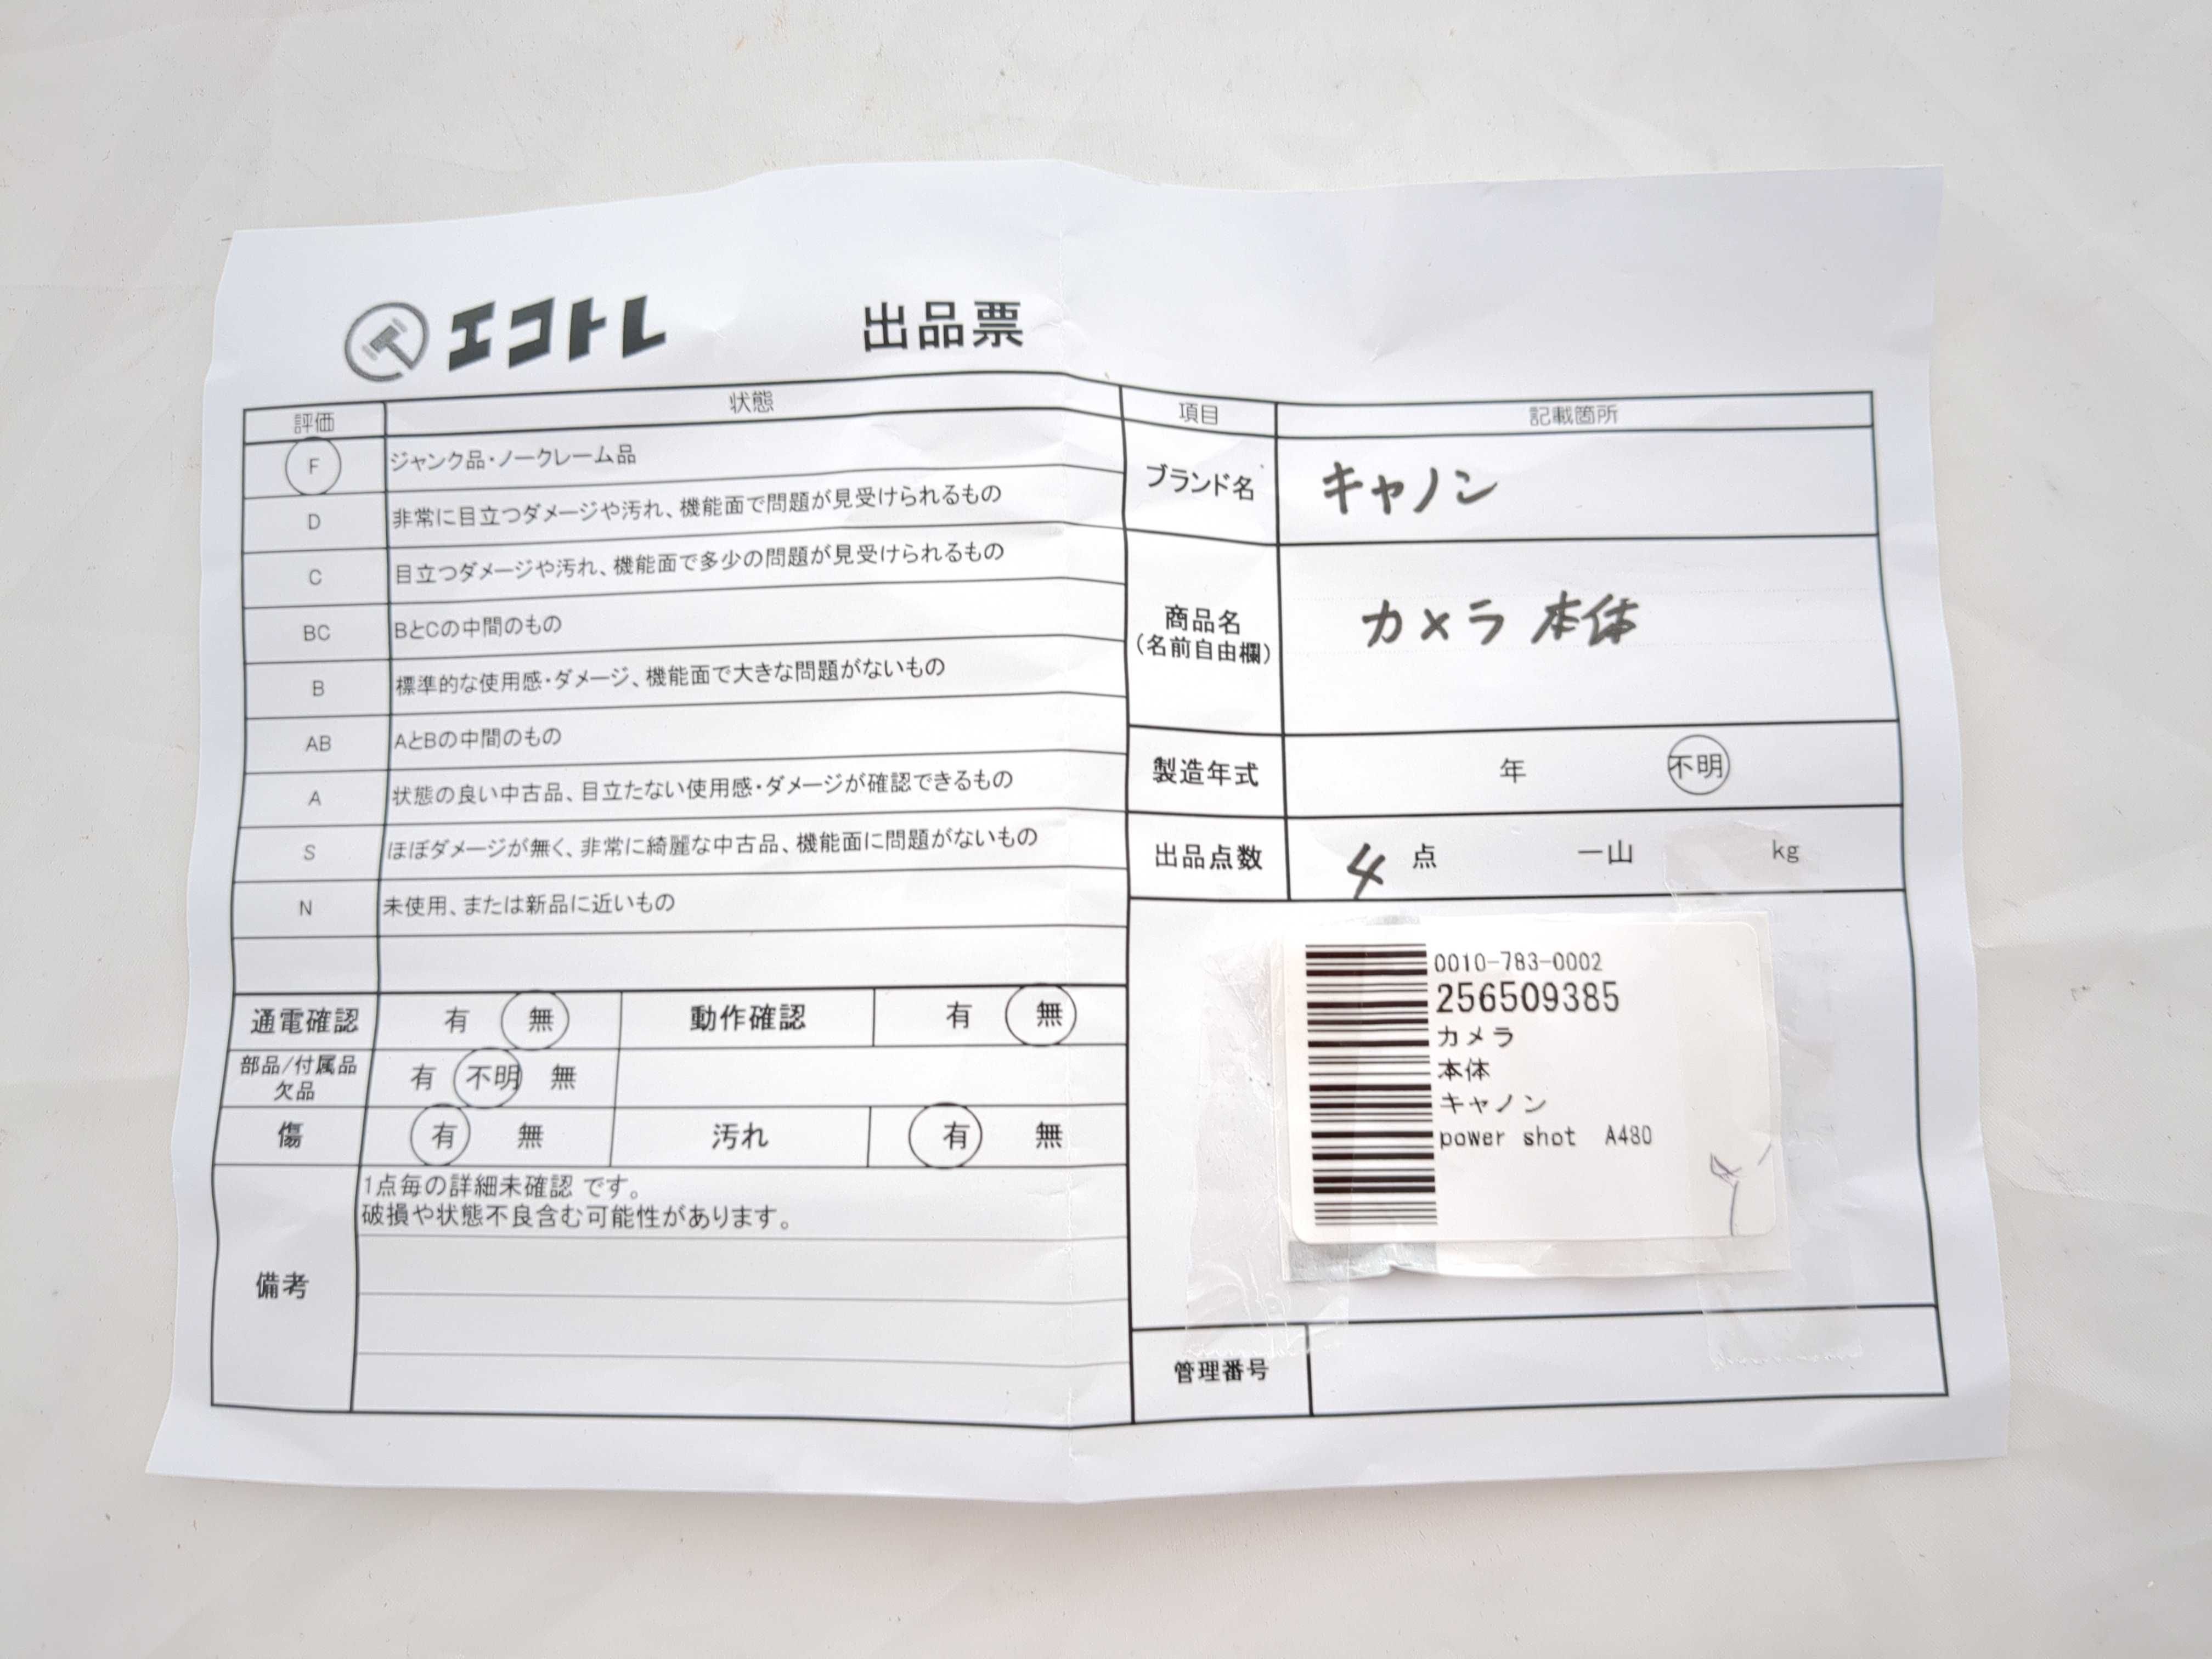 エコトレ 出品票
評価 状態
F ジャンク品・ノークレーム品
D 非常に目立つダメージや汚れ、機能面で問題が見受けられるもの
C 目立つダメージや汚れ、機能面で多少の問題が見受けられるもの
BC BとCの中間のもの
B 標準的な使用感・ダメージ、機能面で大きな問題がないもの
AB AとBの中間のもの
A 状態の良い中古品、目立たない使用感・ダメージが確認できるもの
S ほぼダメージが無く、非常に綺麗な中古品、機能面に問題がないもの
N 未使用、または新品に近いもの
通電確認 有 無 動作確認 有 無
部品/付属品
欠品 有 不明 無
傷 有 無 汚れ 有 無
備考
1点毎の詳細未確認 です。
破損や状態不良含む可能性があります。
項目 記載箇所
ブランド名 キャノン
商品名
(名前自由欄) カメラ 本体
製造年式 年 不明
出品点数 4 点 一山 kg
0010-783-0002
256509385
カメラ
本体
キャノン
power shot A480
管理番号